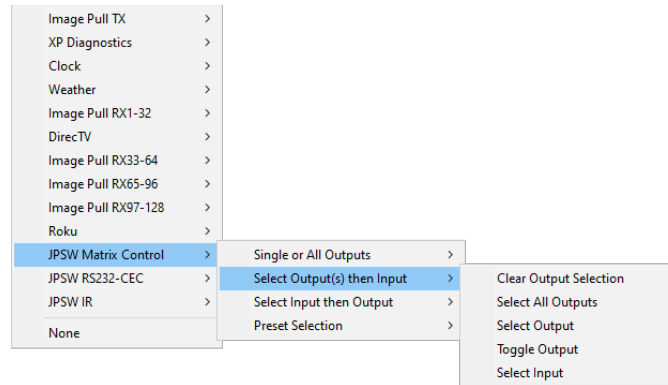 Image Pull TX
XP Diagnostics
Clock
Weather
Image Pull RX1-32
DirecTV
Image Pull RX33-64
Image Pull RX65-96
Image Pull RX97-128
Roku
JPSW Matrix Control
JPSW RS232-CEC
JPSW IR
None
Single or All Outputs
Select Output(s) then Input
Select Input then Output
Preset Selection
Clear Output Selection
Select All Outputs
Select Output
Toggle Output
Select Input